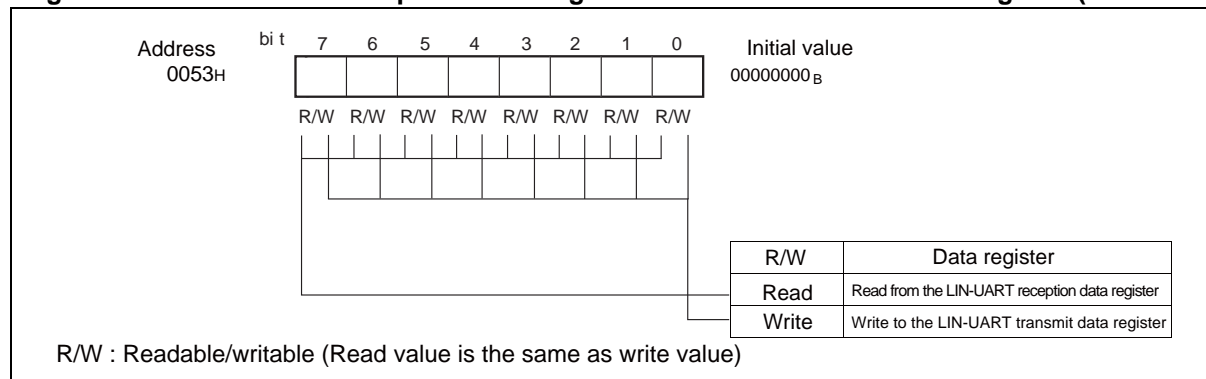 Address bit 7 6 5 4 3 2 1 0 Initial value
0053H 00000000B
R/W R/W R/W R/W R/W R/W R/W R/W
R/W Data register
Read Read from the LIN-UART reception data register
Write Write to the LIN-UART transmit data register
R/W : Readable/writable (Read value is the same as write value)